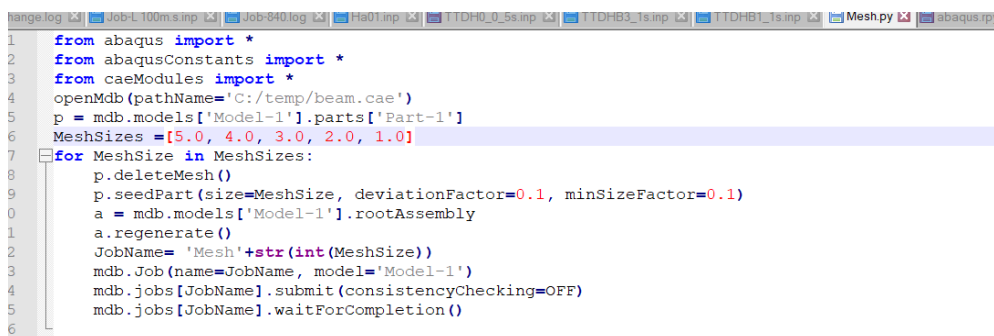 hange.log Job-L 100m.s.inp Job-840.log Ha01.inp TTDH0_0_5s.inp TTDHB3_1s.inp TTDHB1_1s.inp Mesh.py abaqus.rp
1 from abaqus import *
2 from abaqusConstants import *
3 from caeModules import *
4 openMdb(pathName='C:/temp/beam.cae')
5 p = mdb.models['Model-1'].parts['Part-1']
6 MeshSizes =[5.0, 4.0, 3.0, 2.0, 1.0]
7 for MeshSize in MeshSizes:
8 p.deleteMesh()
9 p.seedPart(size=MeshSize, deviationFactor=0.1, minSizeFactor=0.1)
0 a = mdb.models['Model-1'].rootAssembly
1 a.regenerate()
2 JobName= 'Mesh'+str(int(MeshSize))
3 mdb.Job(name=JobName, model='Model-1')
4 mdb.jobs[JobName].submit(consistencyChecking=OFF)
5 mdb.jobs[JobName].waitForCompletion()
6